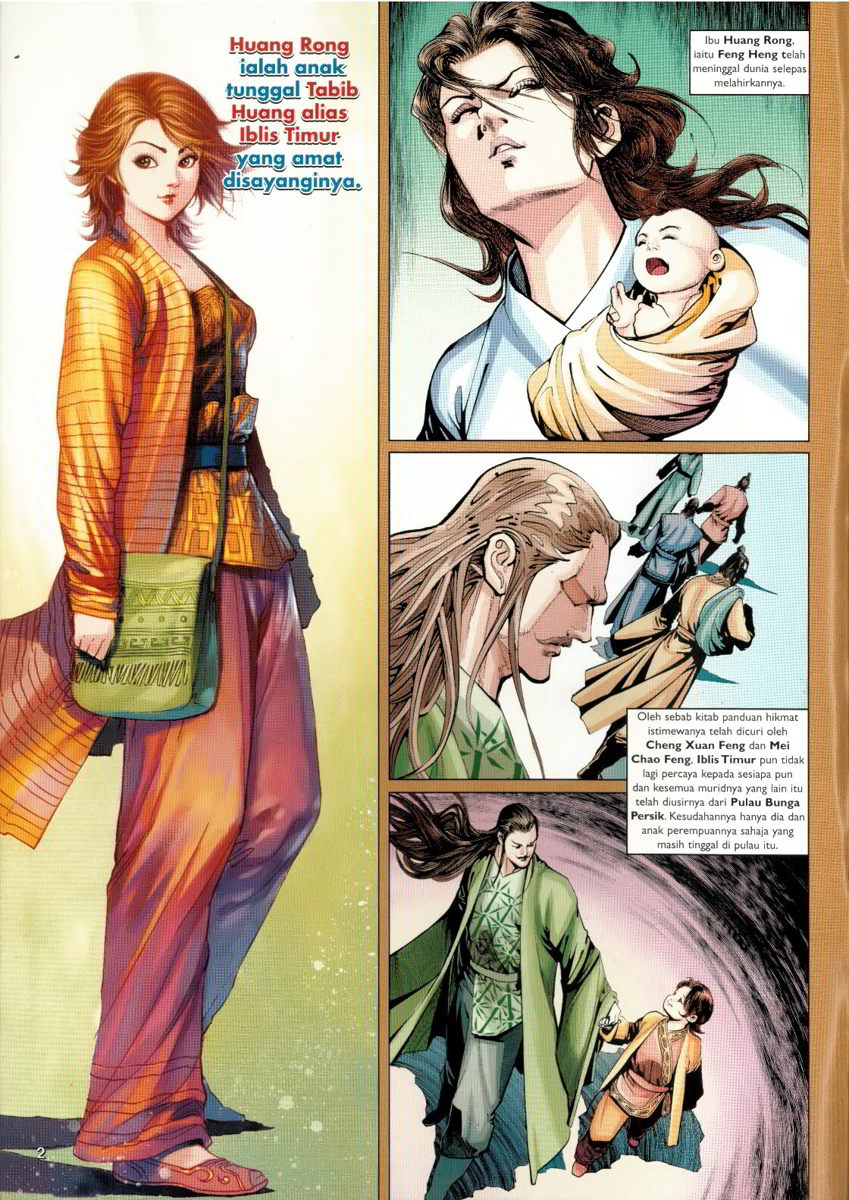 Huang Rong
ialah anak
tunggal Tabib
Huang alias
Iblis Timur
yang amat
disayanginya.
Ibu Huang Rong,
iaitu Feng Heng telah
meninggal dunia selepas
melahirkannya.
Oleh sebab kitab panduan hikmat
istimewanya telah dicuri oleh
Cheng Xuan Feng dan Mei
Chao Feng, Iblis Timur pun tidak
lagi percaya kepada sesiapa pun
dan kesemua muridnya yang lain itu
telah diusirnya dari Pulau Bunga
Persik. Kesudahannya hanya dia dan
anak perempuannya sahaja yang
masih tinggal di pulau itu.
2